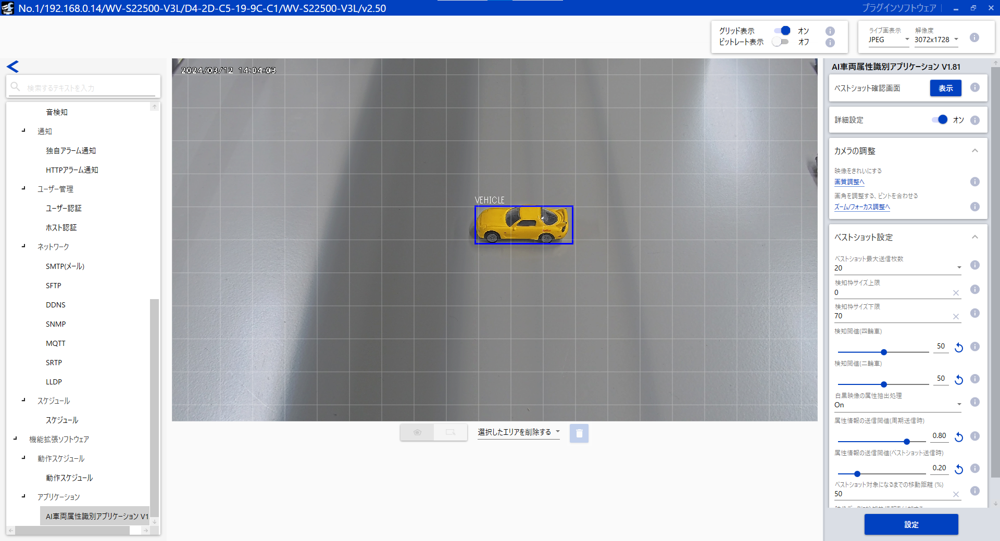 No.1/192.168.0.14/WV-S22500-V3L/D4-2D-C5-19-9C-C1/WV-S22500-V3L/v2.50
プラグインソフトウェア
グリッド表示 オン
ビットレート表示 オフ
ライブ画表示 解像度
JPEG 3072x1728
検索するテキストを入力
音検知
通知
独自アラーム通知
HTTPアラーム通知
ユーザー管理
ユーザー認証
ホスト認証
ネットワーク
SMTP(メール)
SFTP
DDNS
SNMP
MQTT
SRTP
LLDP
スケジュール
スケジュール
機能拡張ソフトウェア
動作スケジュール
動作スケジュール
アプリケーション
AI車両属性識別アプリケーション V1
2024/03/12 14:04:03
VEHICLE
選択したエリアを削除する
AI車両属性識別アプリケーション V1.81
ベストショット確認画面 表示
詳細設定 オン
カメラの調整
映像をきれいにする
画質調整へ
画角を調整する、ピントを合わせる
ズーム/フォーカス調整へ
ベストショット設定
ベストショット最大送信枚数
20
検知枠サイズ上限
0
検知枠サイズ下限
70
検知閾値(四輪車)
50
検知閾値(二輪車)
50
白黒映像の属性抽出処理
On
属性情報の送信閾値(周期送信時)
0.80
属性情報の送信閾値(ベストショット送信時)
0.20
ベストショット対象になるまでの移動距離 (%)
50
設定